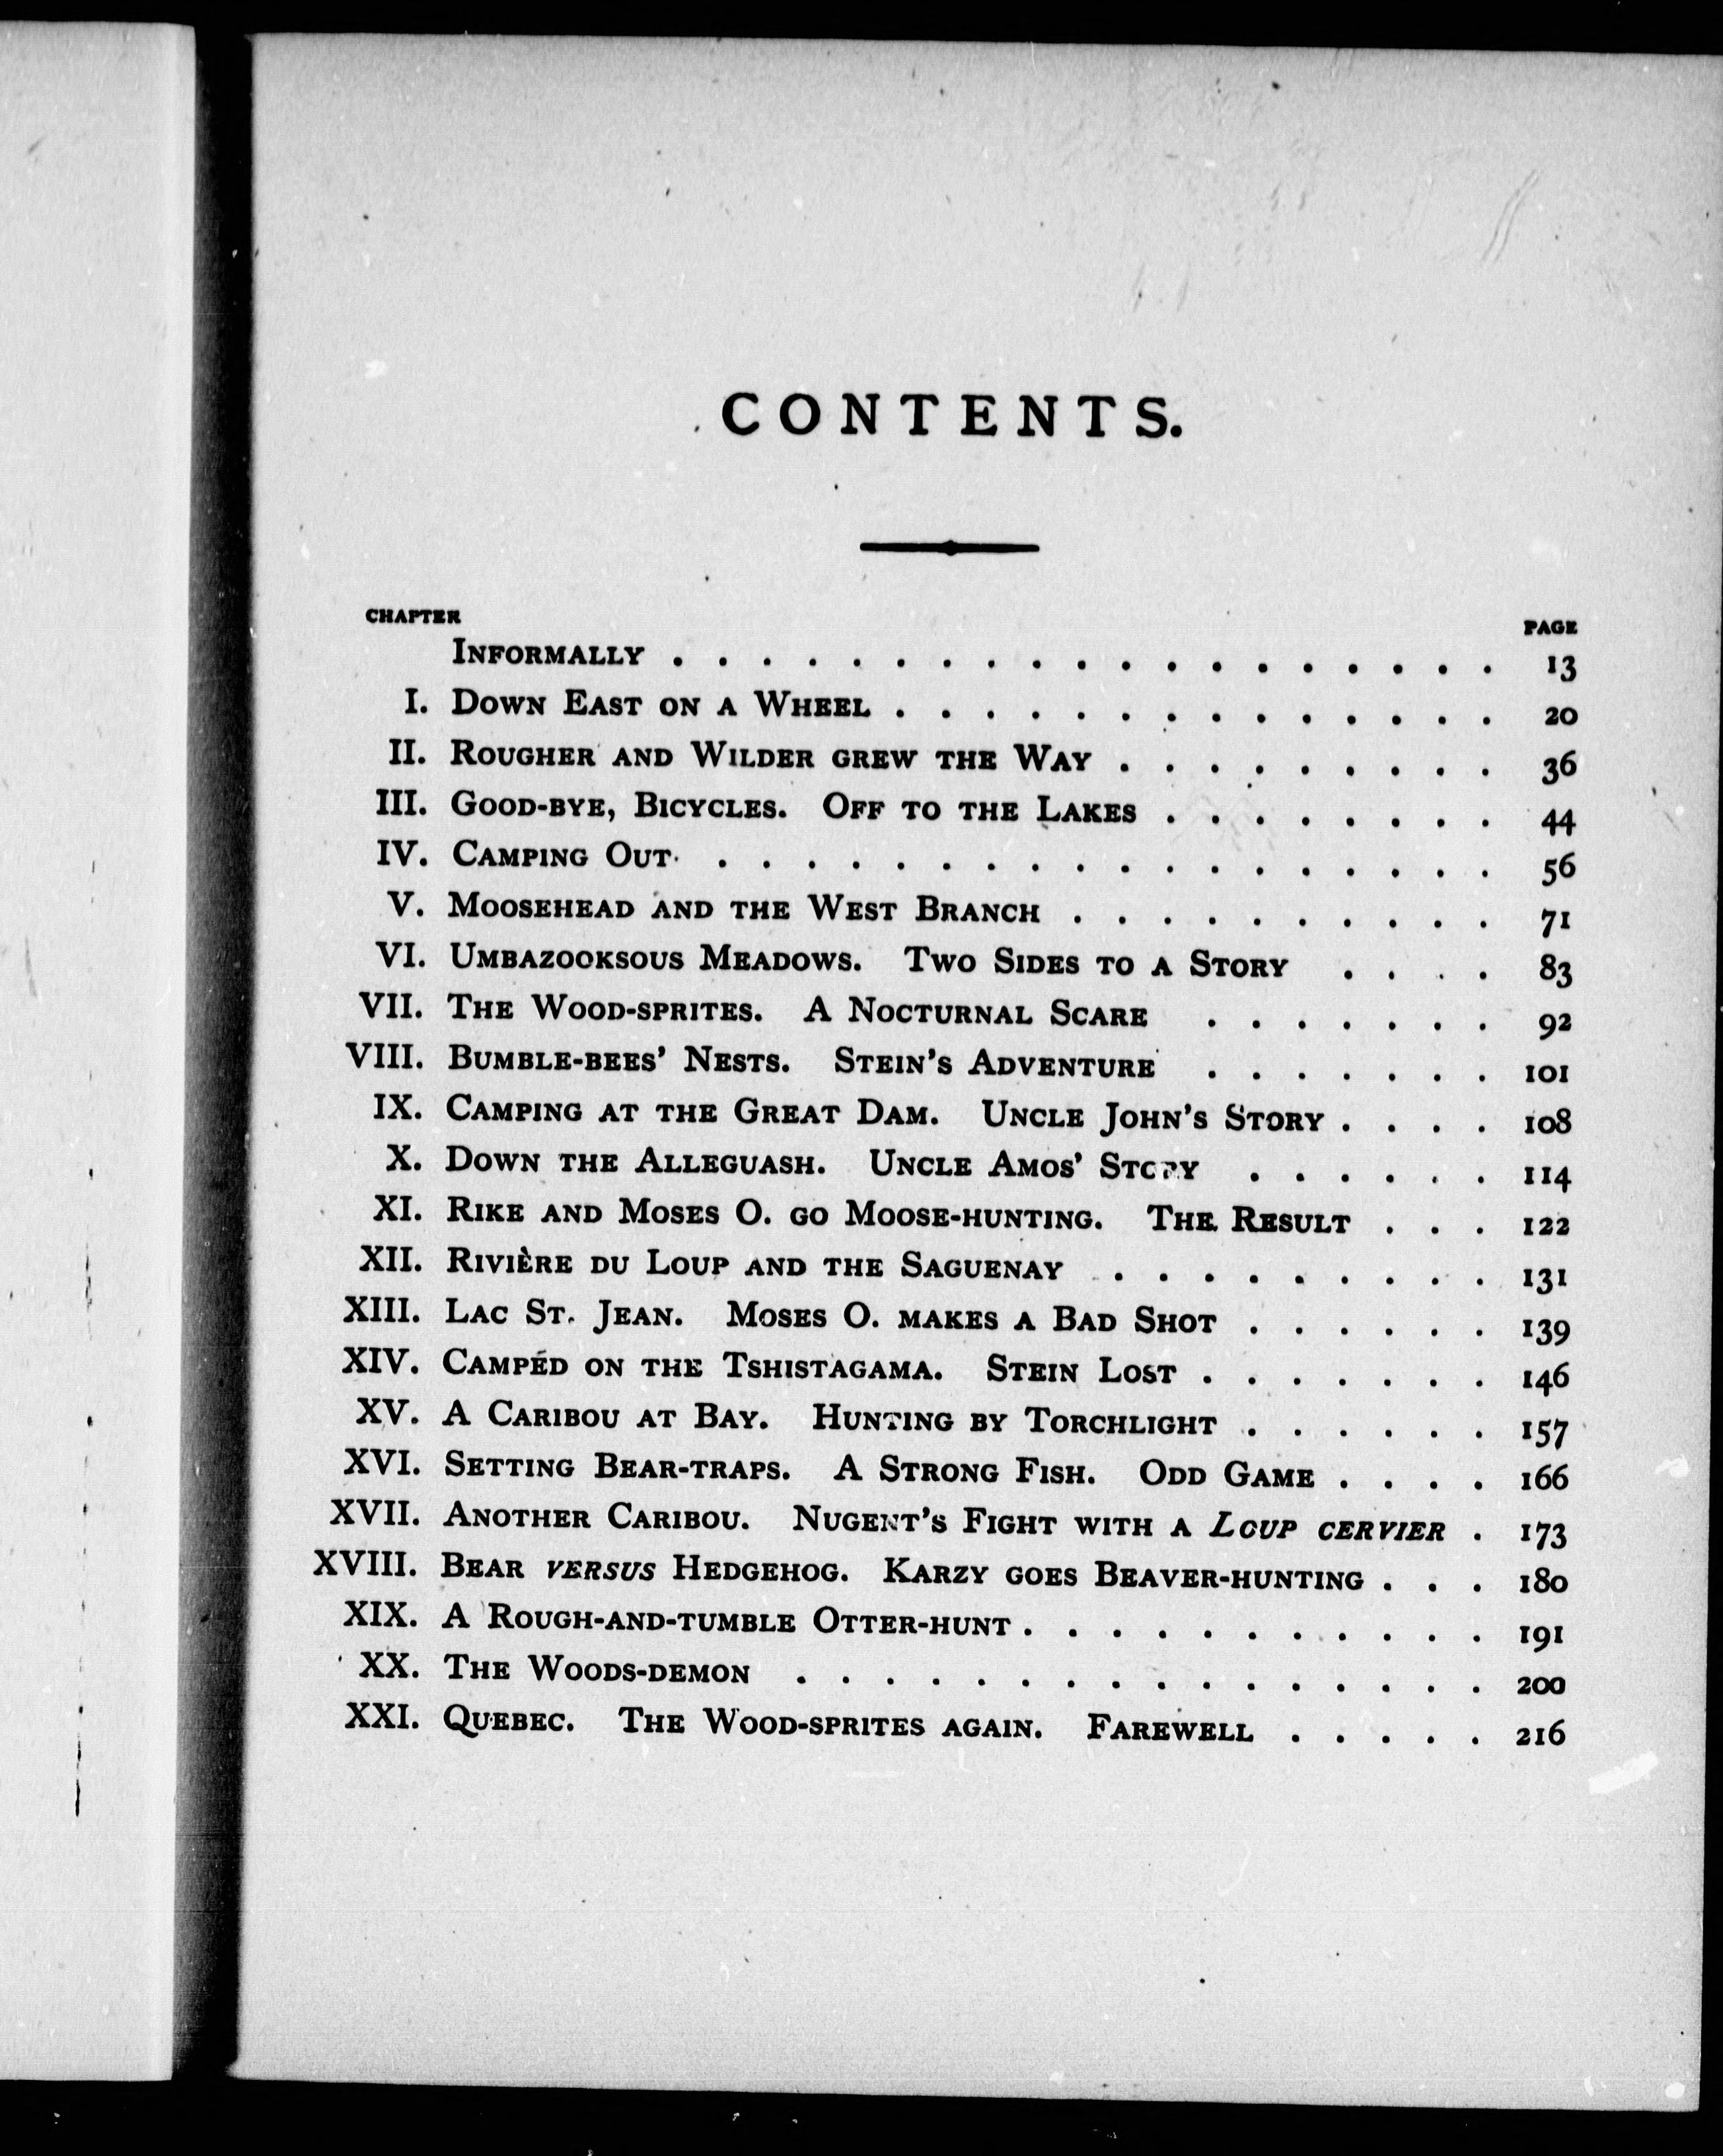 CONTENTS.
CHAPTER PAGE
INFORMALLY . . . . . . . . . . . . . . . . . . . 13
I. DOWN EAST ON A WHEEL . . . . . . . . . . . . . . 20
II. ROUGHER AND WILDER GREW THE WAY . . . . . . . . . 36
III. GOOD-BYE, BICYCLES. OFF TO THE LAKES . . . . . . . . 44
IV. CAMPING OUT . . . . . . . . . . . . . . . . . . 56
V. MOOSEHEAD AND THE WEST BRANCH . . . . . . . . . . 71
VI. UMBAZOOKSOUS MEADOWS. TWO SIDES TO A STORY . . . . 83
VII. THE WOOD-SPRITES. A NOCTURNAL SCARE . . . . . . . 92
VIII. BUMBLE-BEES' NESTS. STEIN'S ADVENTURE . . . . . . . 101
IX. CAMPING AT THE GREAT DAM. UNCLE JOHN'S STORY . . . . 108
X. DOWN THE ALLEGUASH. UNCLE AMOS' STORY . . . . . . 114
XI. RIKE AND MOSES O. GO MOOSE-HUNTING. THE RESULT . . . 122
XII. RIVIÈRE DU LOUP AND THE SAGUENAY . . . . . . . . . 131
XIII. LAC ST. JEAN. MOSES O. MAKES A BAD SHOT . . . . . . 139
XIV. CAMPED ON THE TSHISTAGAMA. STEIN LOST . . . . . . . 146
XV. A CARIBOU AT BAY. HUNTING BY TORCHLIGHT . . . . . . 157
XVI. SETTING BEAR-TRAPS. A STRONG FISH. ODD GAME . . . . 166
XVII. ANOTHER CARIBOU. NUGENT'S FIGHT WITH A LOUP CERVIER . 173
XVIII. BEAR VERSUS HEDGEHOG. KARZY GOES BEAVER-HUNTING . . . 180
XIX. A ROUGH-AND-TUMBLE OTTER-HUNT . . . . . . . . . . . 191
XX. THE WOODS-DEMON . . . . . . . . . . . . . . . . 200
XXI. QUEBEC. THE WOOD-SPRITES AGAIN. FAREWELL . . . . . 216